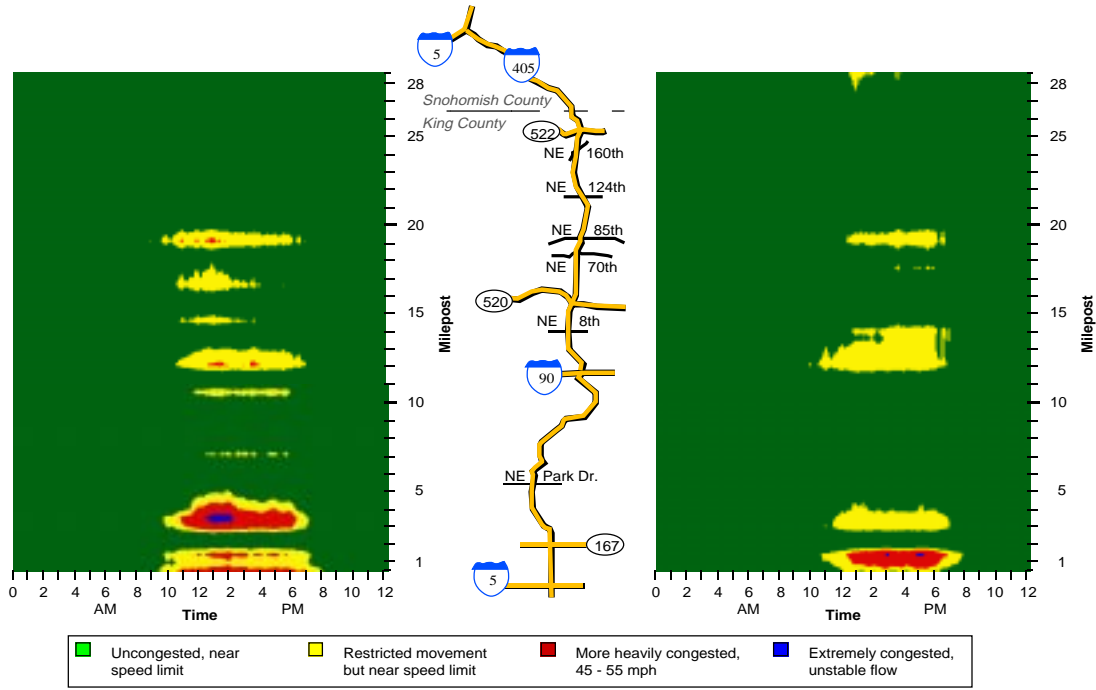 28
25
20
15
10
5
1
Milepost
0 2 4 6 8 10 12 2 4 6 8 10 12
AM PM
Time
5
405
Snohomish County
King County
522
NE 160th
NE 124th
NE 85th
NE 70th
520
NE 8th
90
NE Park Dr.
167
5
28
25
20
15
10
5
1
Milepost
0 2 4 6 8 10 12 2 4 6 8 10 12
AM PM
Time
Uncongested, near
speed limit
Restricted movement
but near speed limit
More heavily congested,
45 - 55 mph
Extremely congested,
unstable flow